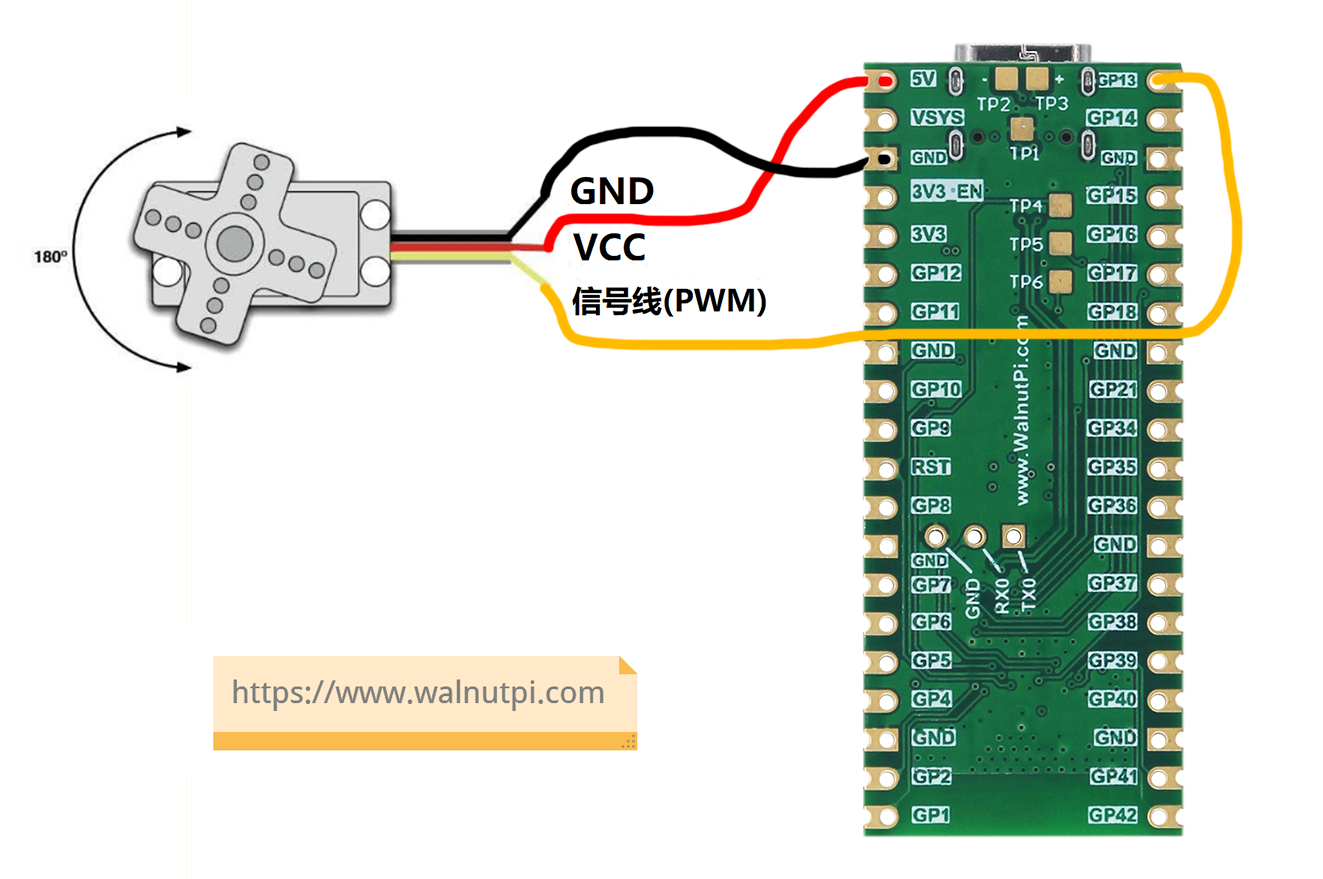 180°
GND
VCC
信号线(PWM)
https://www.walnutpi.com
5V
VSYS
GND
3V3_EN
3V3
GP12
GP11
GND
GP10
GP9
RST
GP8
GND
GP7
GP6
GP5
GP4
GND
GP2
GP1
- +
TP2 TP3
TP1
TP4
TP5
TP6
www.WalnutPi.com
GND
RX0
TX0
GP13
GP14
GND
GP15
GP16
GP17
GP18
GND
GP21
GP34
GP35
GP36
GND
GP37
GP38
GP39
GP40
GND
GP41
GP42